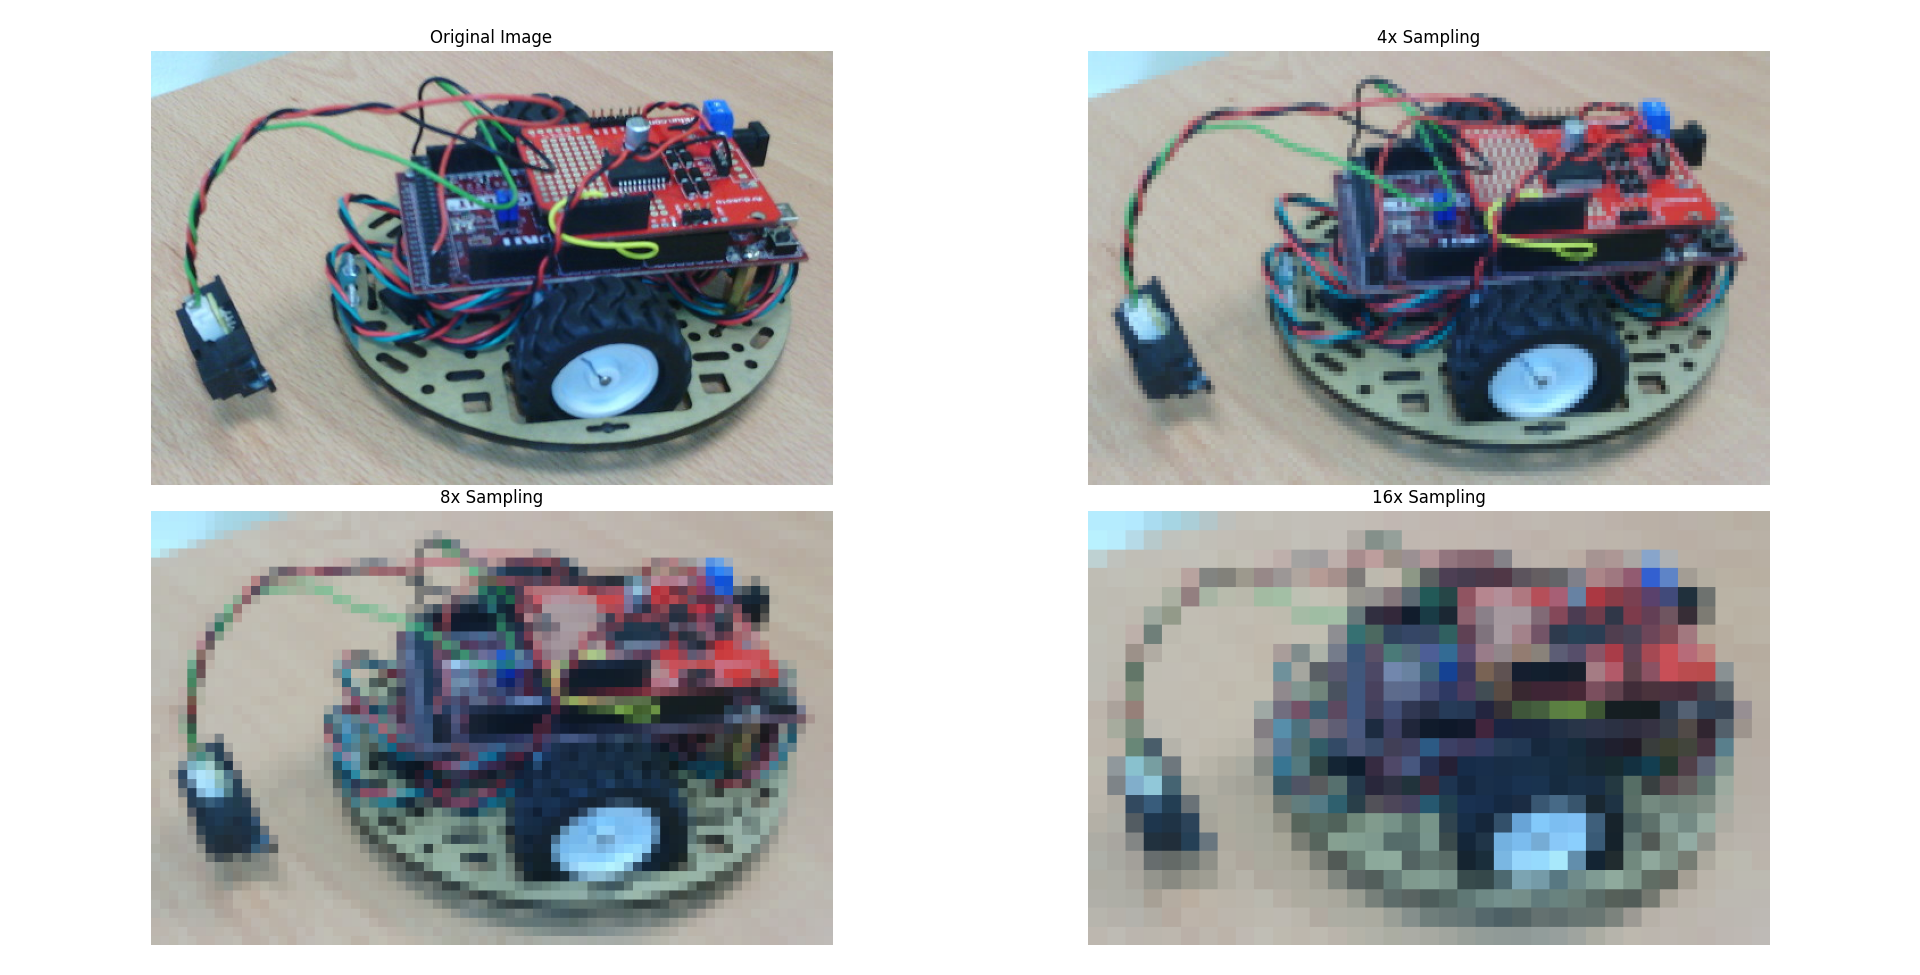 Original Image
4x Sampling
8x Sampling
16x Sampling